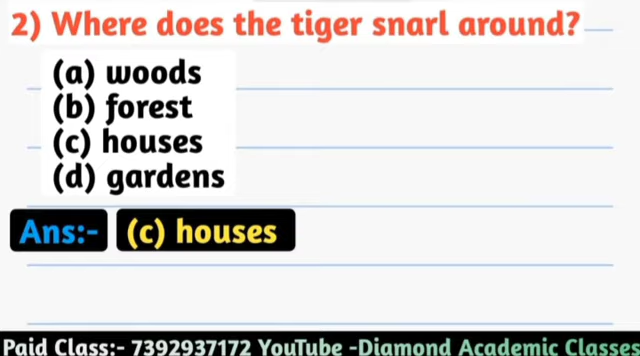 2) Where does the tiger snarl around?
(a) woods
(b) forest
(c) houses
(d) gardens
Ans:- (c) houses
Paid Class:- 7392937172 YouTube -Diamond Academic Classes